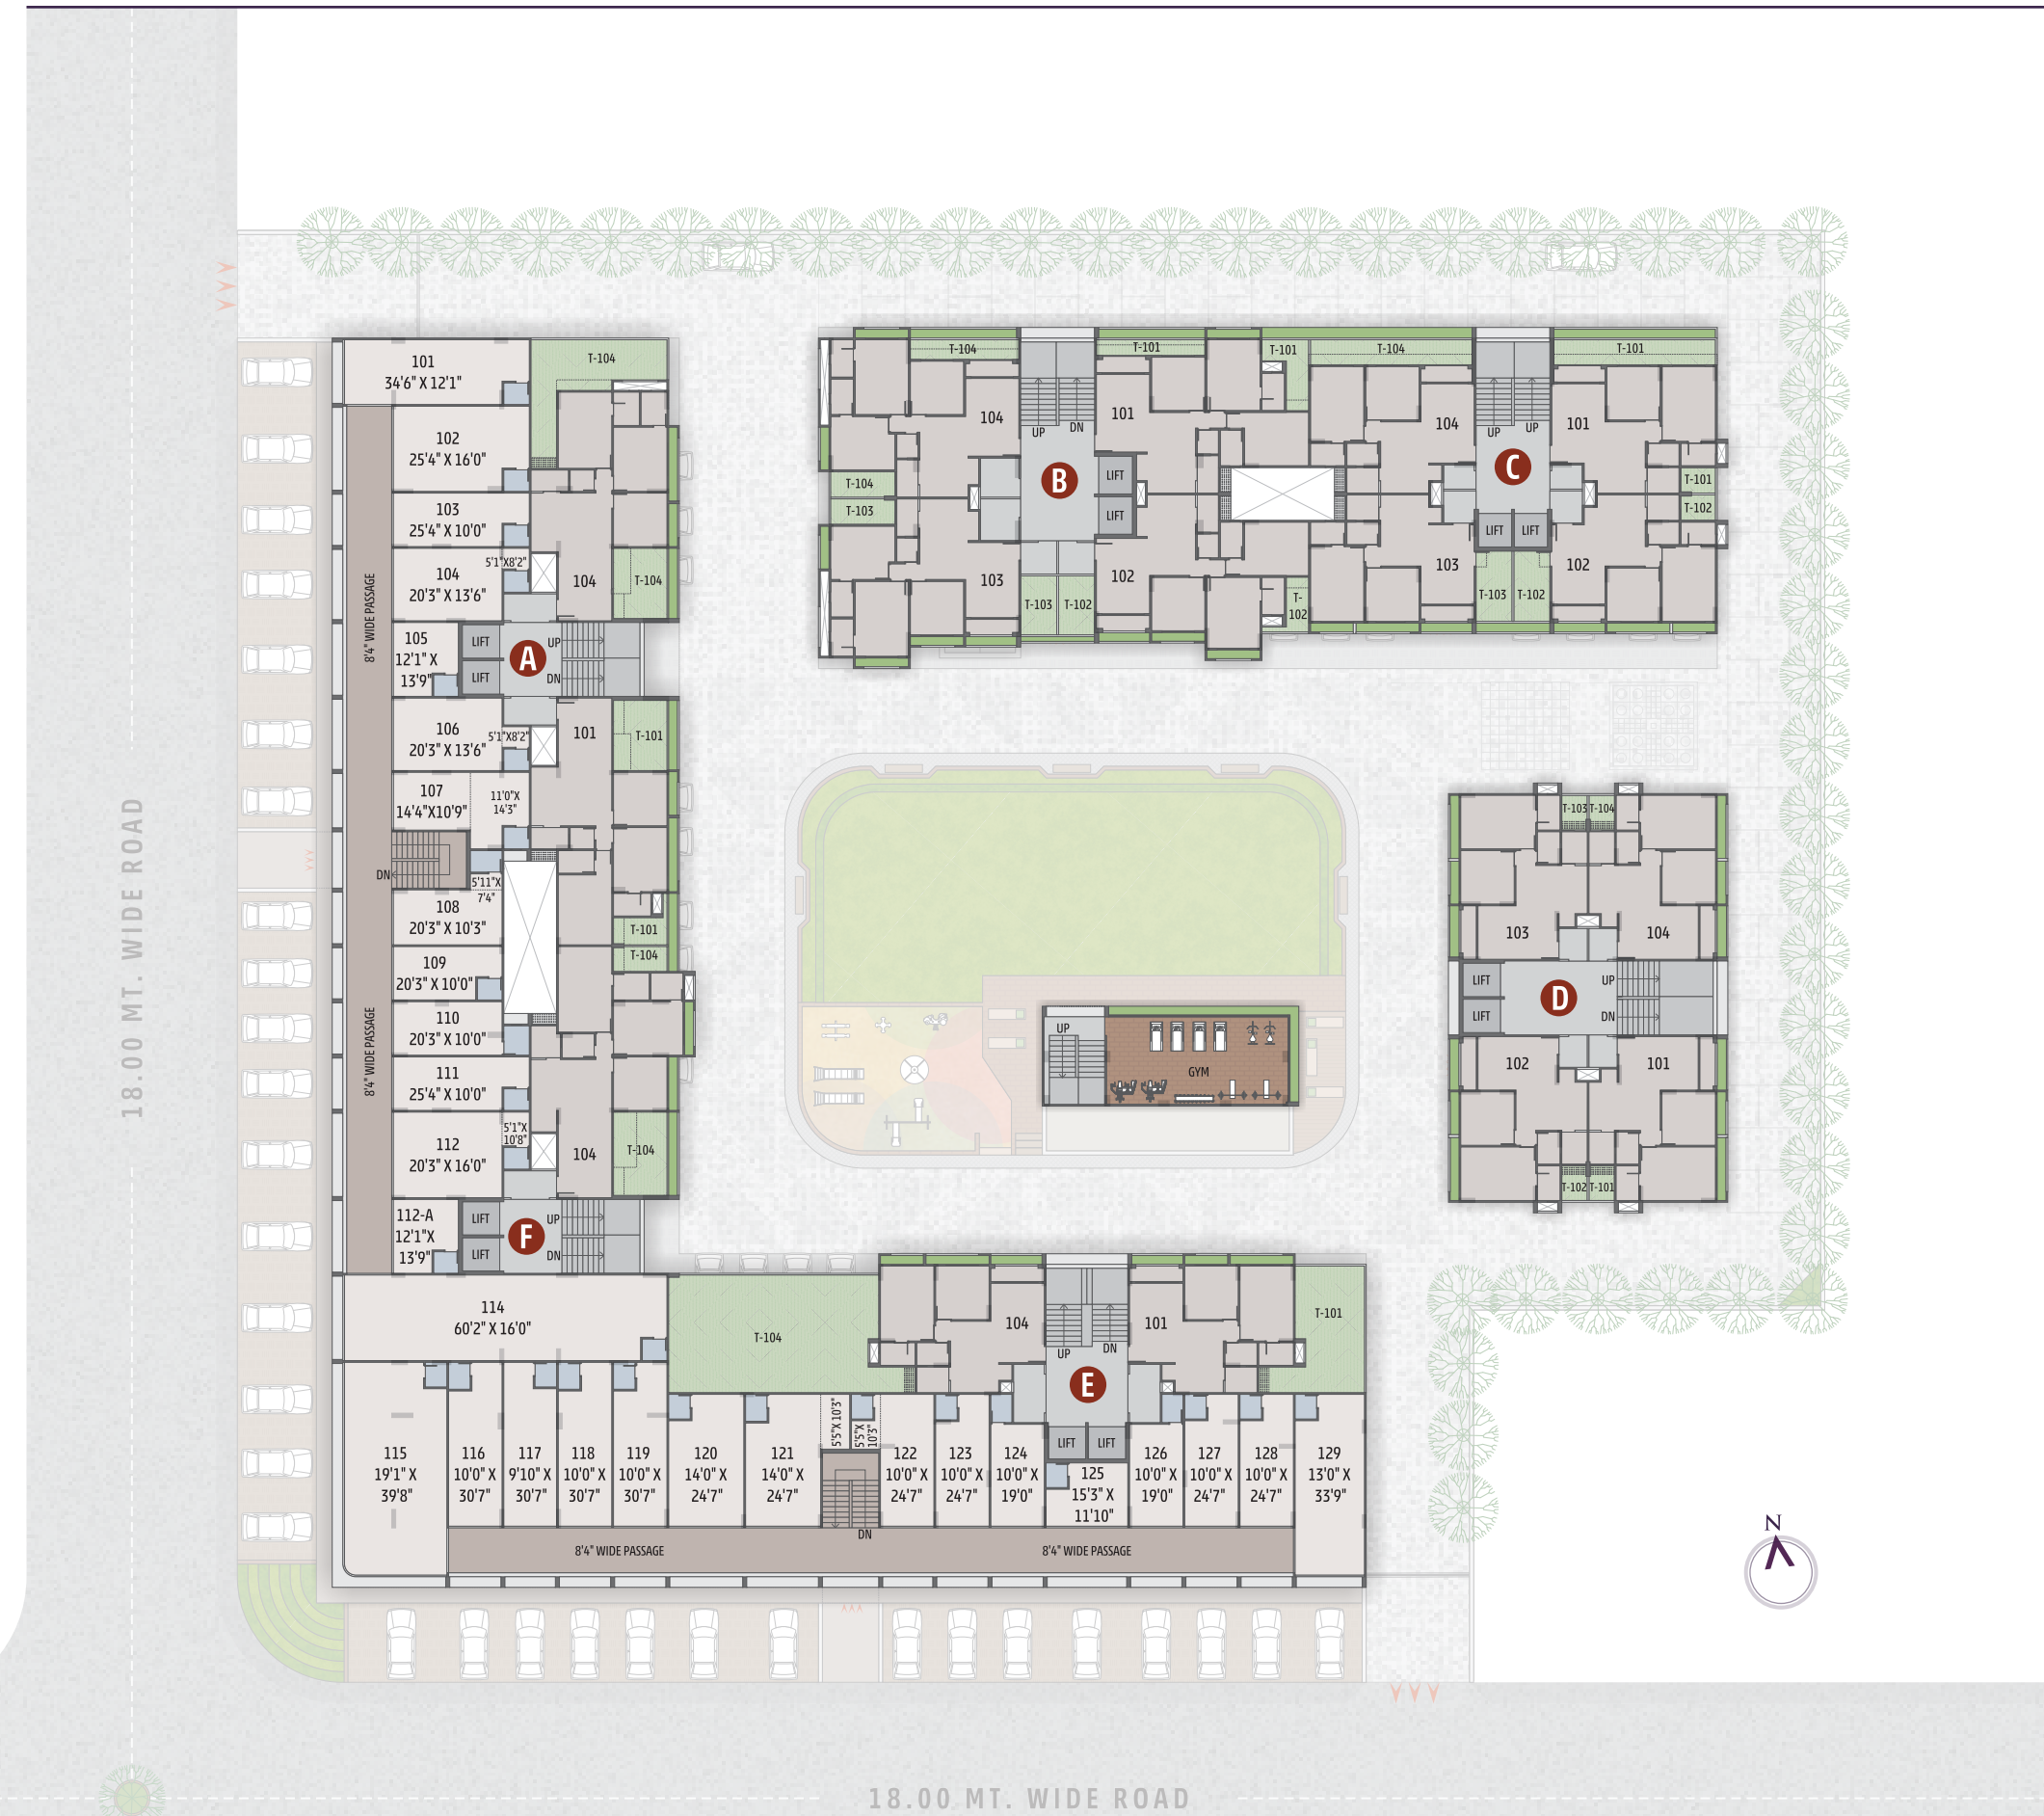 18.00 MT. WIDE ROAD
101
34'6" X 12'1"
T-104
102
25'4" X 16'0"
103
25'4" X 10'0"
5'1"X8'2"
104
20'3" X 13'6"
104
T-104
8'4" WIDE PASSAGE
105
12'1" X
13'9"
LIFT
LIFT
A
UP
DN
106
20'3" X 13'6"
5'1"X8'2"
101
T-101
107
14'4"X10'9"
11'0"X
14'3"
DN
5'11"X
7'4"
108
20'3" X 10'3"
T-101
T-104
109
20'3" X 10'0"
110
20'3" X 10'0"
8'4" WIDE PASSAGE
111
25'4" X 10'0"
5'1"X
10'8"
112
20'3" X 16'0"
104
T-104
112-A
12'1"X
13'9"
LIFT
LIFT
F
UP
DN
114
60'2" X 16'0"
T-104
T-104
T-101
T-101
T-104
T-101
104
101
104
101
UP
DN
UP
UP
B
C
LIFT
LIFT
LIFT
LIFT
T-104
T-103
T-101
T-102
103
102
103
102
T-103
T-102
T-
102
T-103
T-102
UP
GYM
T-103
T-104
103
104
LIFT
LIFT
D
UP
DN
102
101
T-102
T-101
T-104
104
101
T-101
UP
DN
E
LIFT
LIFT
115
19'1" X
39'8"
116
10'0" X
30'7"
117
9'10" X
30'7"
118
10'0" X
30'7"
119
10'0" X
30'7"
120
14'0" X
24'7"
121
14'0" X
24'7"
5'5"X 10'3"
5'5"X
10'3"
122
10'0" X
24'7"
123
10'0" X
24'7"
124
10'0" X
19'0"
125
15'3" X
11'10"
126
10'0" X
19'0"
127
10'0" X
24'7"
128
10'0" X
24'7"
129
13'0" X
33'9"
DN
8'4" WIDE PASSAGE
8'4" WIDE PASSAGE
N
18.00 MT. WIDE ROAD